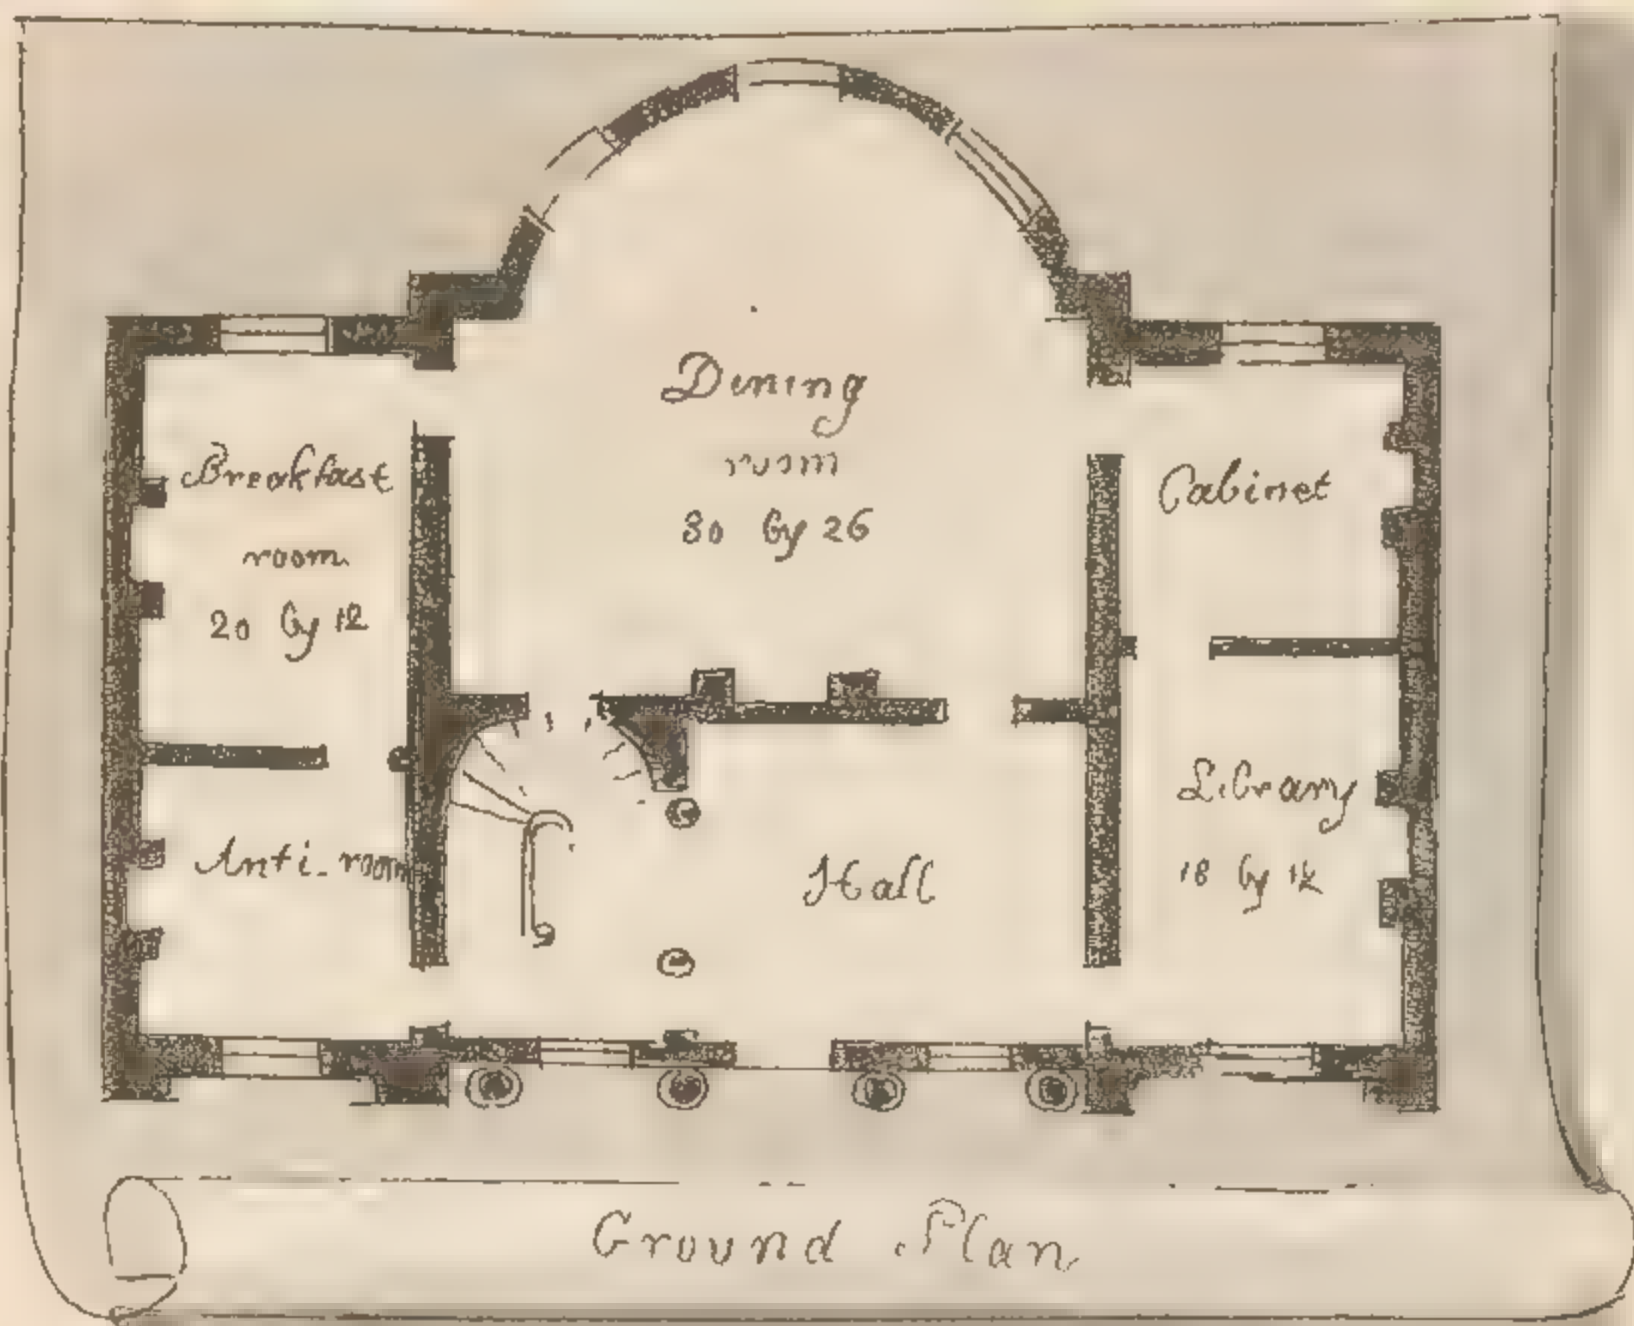 Dining
room
30 by 26
Breakfast
room
20 by 12
Cabinet
Anti-room
Hall
Library
18 by 12
Ground Plan